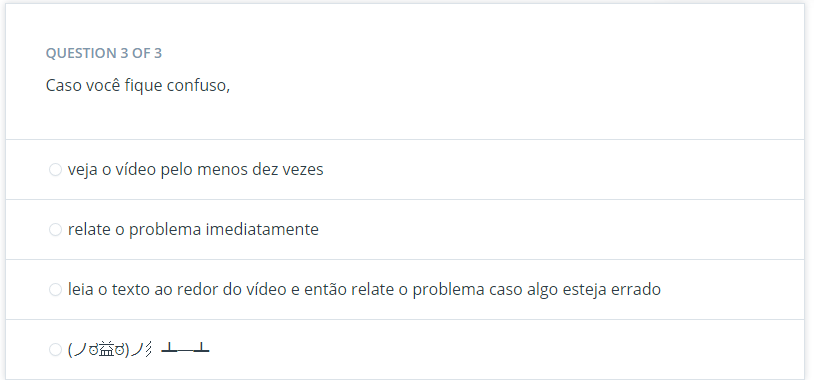 QUESTION 3 OF 3
Caso você fique confuso,
veja o vídeo pelo menos dez vezes
relate o problema imediatamente
leia o texto ao redor do vídeo e então relate o problema caso algo esteja errado
(ノಠ益ಠ)ノ彡┻━┻